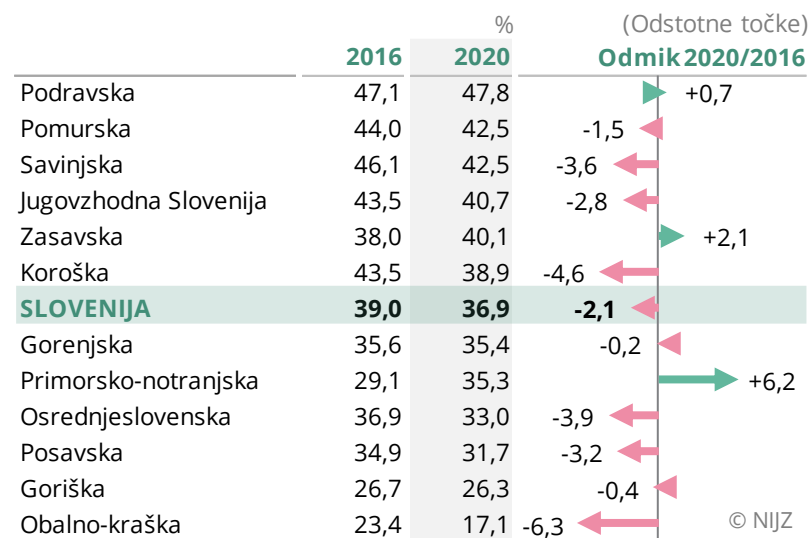 % (Odstotne točke)
2016 2020 Odmik 2020/2016
Podravska 47,1 47,8 +0,7
Pomurska 44,0 42,5 -1,5
Savinjska 46,1 42,5 -3,6
Jugovzhodna Slovenija 43,5 40,7 -2,8
Zasavska 38,0 40,1 +2,1
Koroška 43,5 38,9 -4,6
SLOVENIJA 39,0 36,9 -2,1
Gorenjska 35,6 35,4 -0,2
Primorsko-notranjska 29,1 35,3 +6,2
Osrednjeslovenska 36,9 33,0 -3,9
Posavska 34,9 31,7 -3,2
Goriška 26,7 26,3 -0,4
Obalno-kraška 23,4 17,1 -6,3 © NIJZ